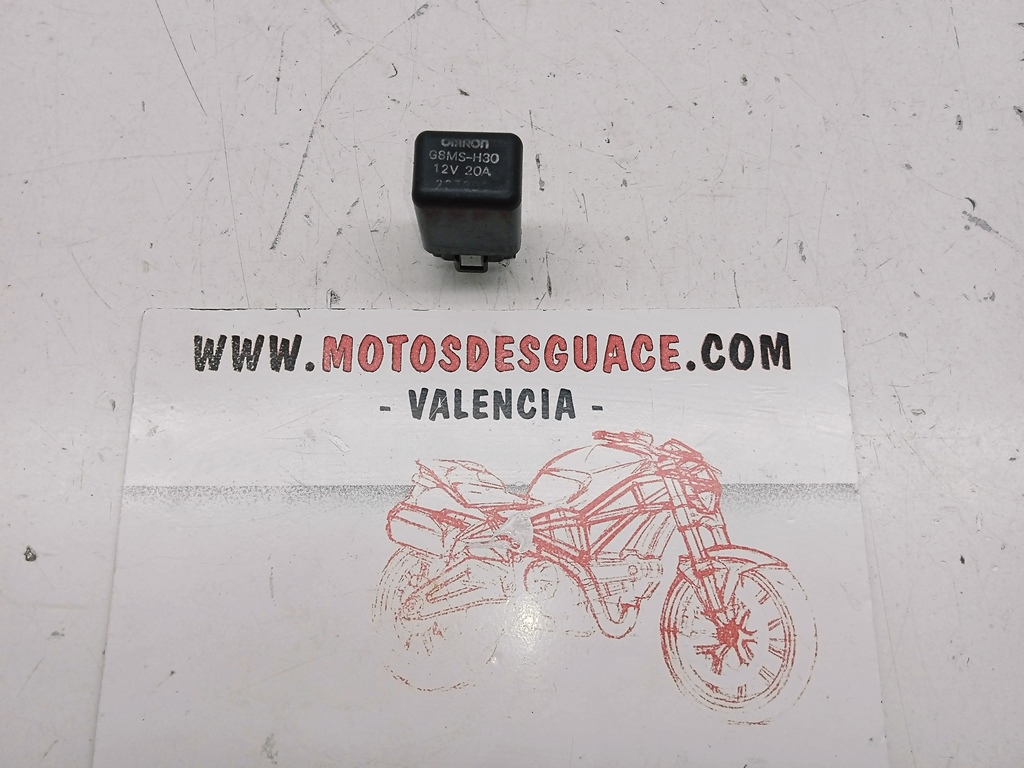 OMRON
G8MS-H30
12V 20A
WWW.MOTOSDESGUACE.COM
- VALENCIA -